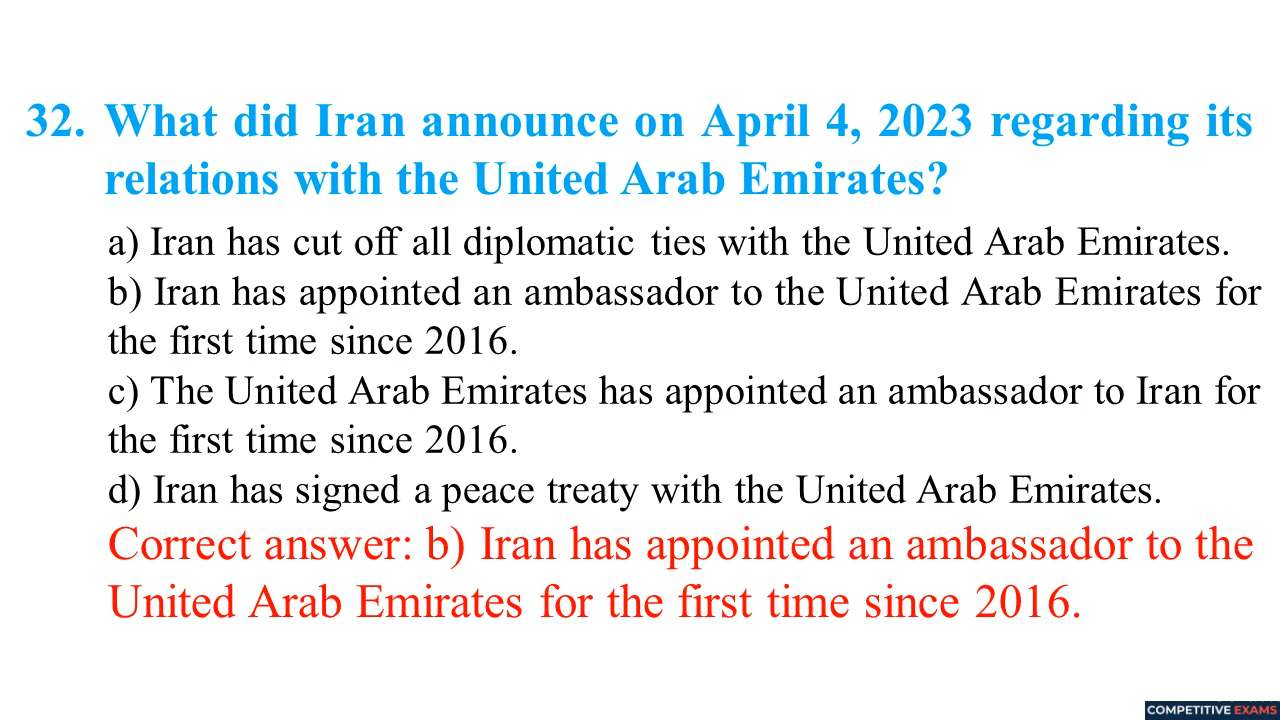 32. What did Iran announce on April 4, 2023 regarding its
relations with the United Arab Emirates?
a) Iran has cut off all diplomatic ties with the United Arab Emirates.
b) Iran has appointed an ambassador to the United Arab Emirates for
the first time since 2016.
c) The United Arab Emirates has appointed an ambassador to Iran for
the first time since 2016.
d) Iran has signed a peace treaty with the United Arab Emirates.
Correct answer: b) Iran has appointed an ambassador to the
United Arab Emirates for the first time since 2016.
COMPETITIVE EXAMS